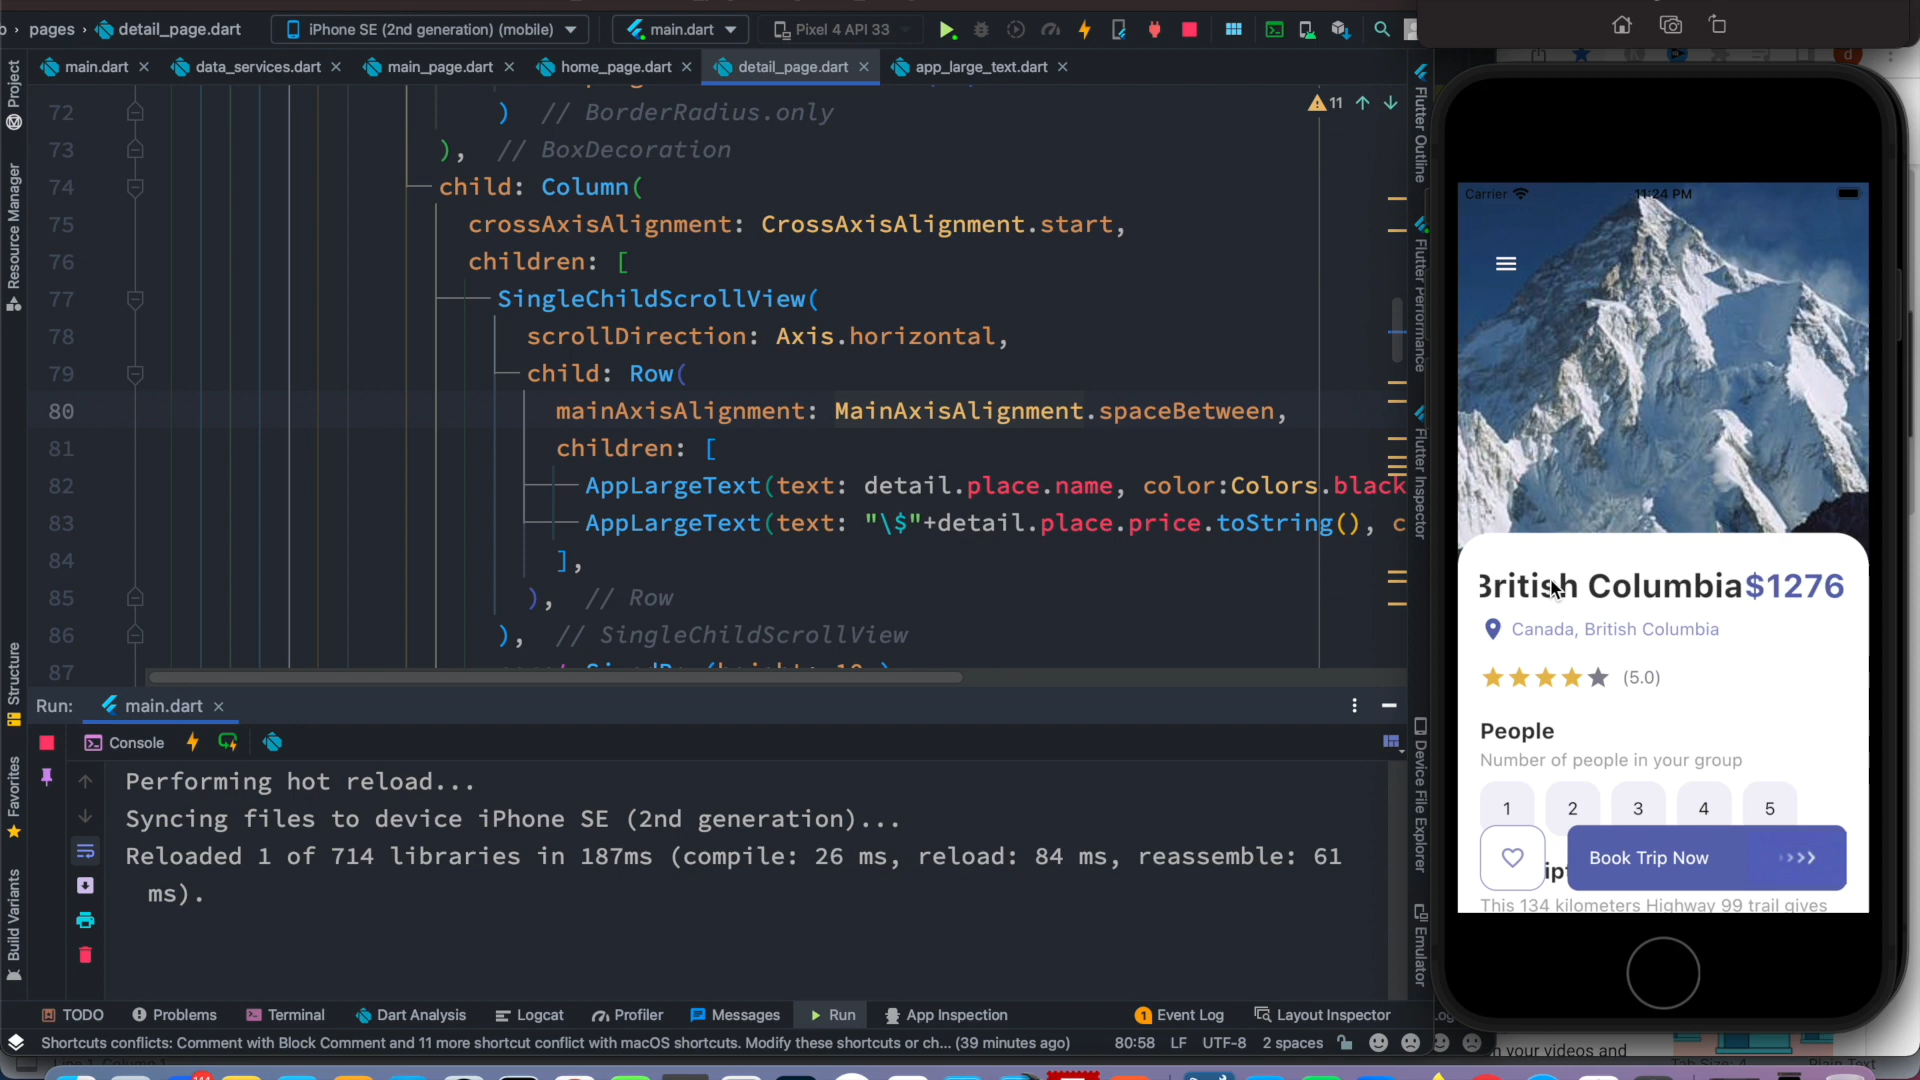 pages › detail_page.dart
iPhone SE (2nd generation) (mobile)
main.dart
Pixel 4 API 33
main.dart
data_services.dart
main_page.dart
home_page.dart
detail_page.dart
app_large_text.dart
Project
Resource Manager
Structure
Favorites
Build Variants
11
72 ) // BorderRadius.only
73 ), // BoxDecoration
74 child: Column(
75 crossAxisAlignment: CrossAxisAlignment.start,
76 children: [
77 SingleChildScrollView(
78 scrollDirection: Axis.horizontal,
79 child: Row(
80 mainAxisAlignment: MainAxisAlignment.spaceBetween,
81 children: [
82 AppLargeText(text: detail.place.name, color:Colors.black
83 AppLargeText(text: "\$"+detail.place.price.toString(), c
84 ],
85 ), // Row
86 ), // SingleChildScrollView
87
Flutter Outline
Flutter Performance
Flutter Inspector
Device File Explorer
Emulator
Run: main.dart
Console
Performing hot reload...
Syncing files to device iPhone SE (2nd generation)...
Reloaded 1 of 714 libraries in 187ms (compile: 26 ms, reload: 84 ms, reassemble: 61
ms).
TODO
Problems
Terminal
Dart Analysis
Logcat
Profiler
Messages
Run
App Inspection
1 Event Log
Layout Inspector
Shortcuts conflicts: Comment with Block Comment and 11 more shortcut conflict with macOS shortcuts. Modify these shortcuts or ch... (39 minutes ago)
80:58 LF UTF-8 2 spaces
Carrier 11:24 PM
British Columbia $1276
Canada, British Columbia
(5.0)
People
Number of people in your group
1 2 3 4 5
Book Trip Now
This 134 kilometers Highway 99 trail gives
your videos and
Tab Size: 4 Plain Text